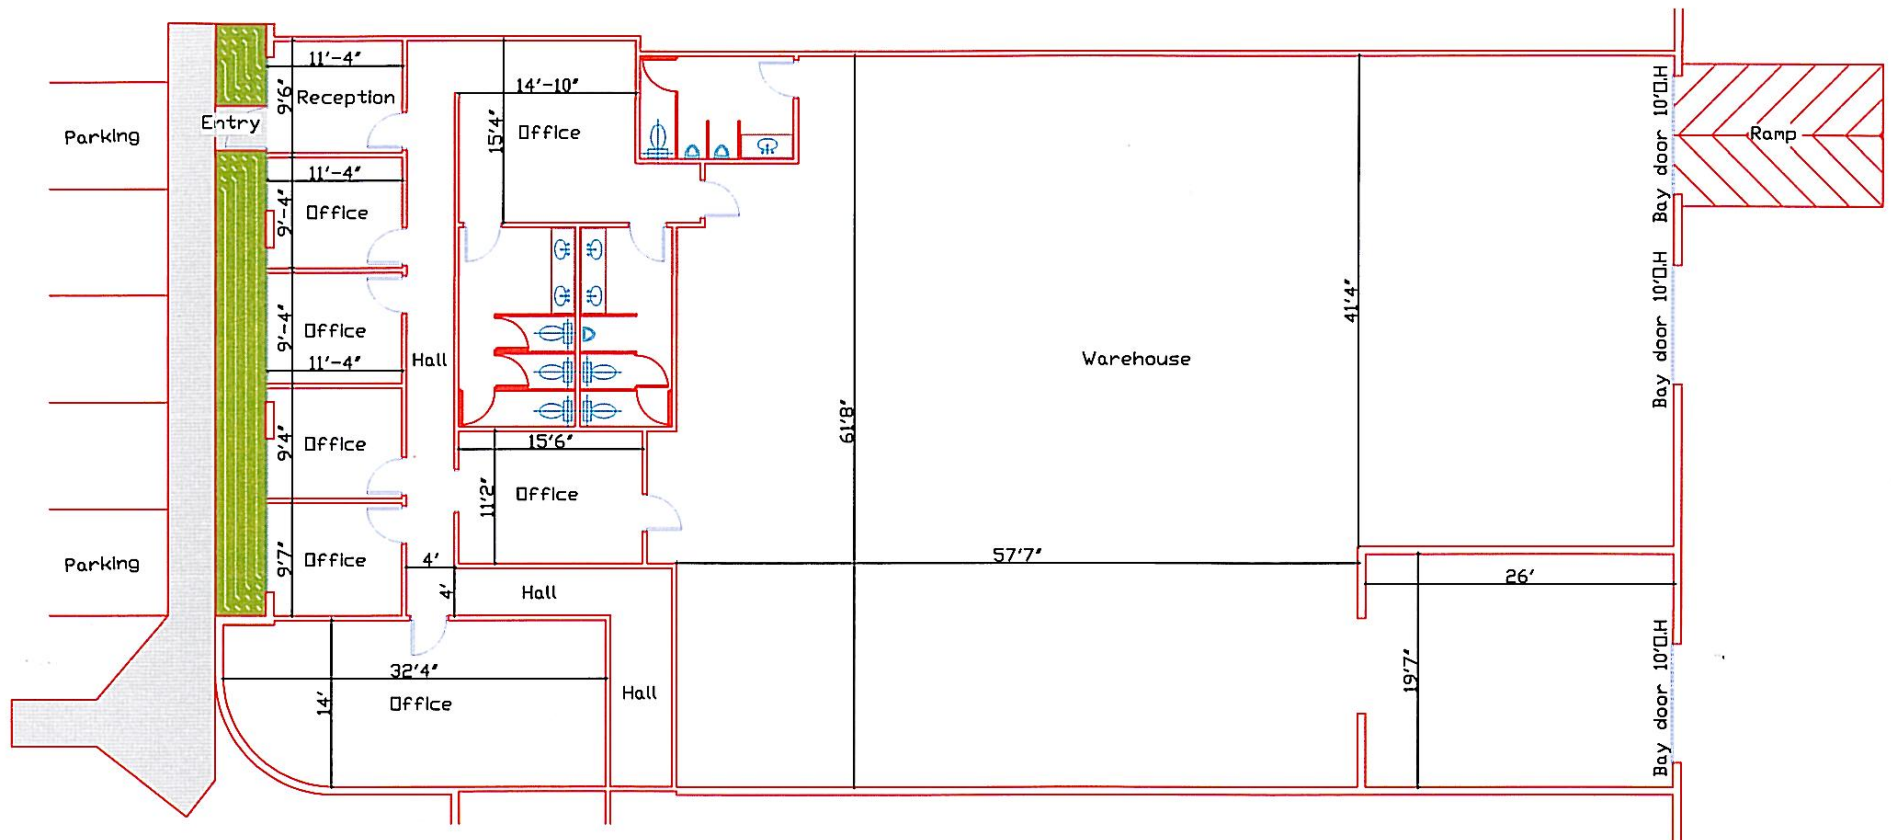 11'-4"
9'6"
Reception
Entry
Parking
14'-10"
15'4"
Office
11'-4"
9'-4"
Office
9'-4"
Office
11'-4"
Hall
9'4"
Office
15'6"
11'2"
Office
9'7"
Office
Parking
4'
4'
Hall
32'4"
14'
Office
Hall
61'8"
Warehouse
41'4"
57'7"
26'
19'7"
Bay door 10'O.H
Ramp
Bay door 10'O.H
Bay door 10'O.H